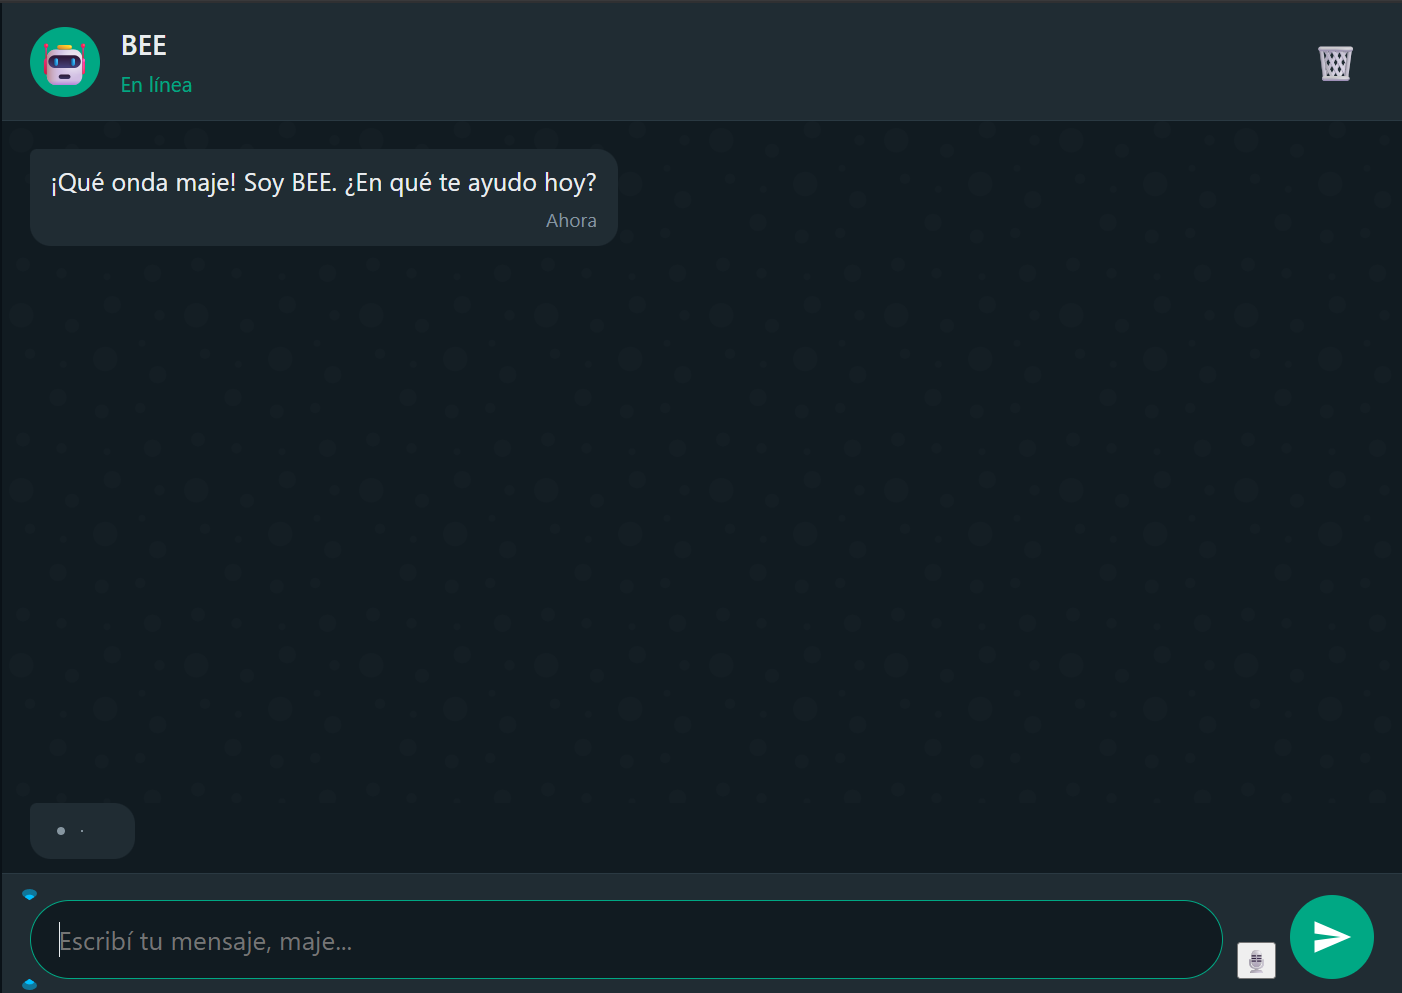 BEE
En línea
¡Qué onda maje! Soy BEE. ¿En qué te ayudo hoy?
Ahora
Escribí tu mensaje, maje...